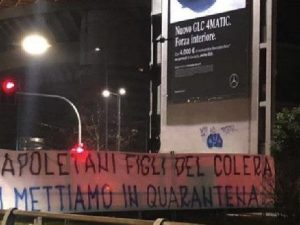 Nuovo GLC 4MATIC.
Forza interiore.
APOLETANI FIGLI DEL COLERA
METTIAMO IN QUARANTENA